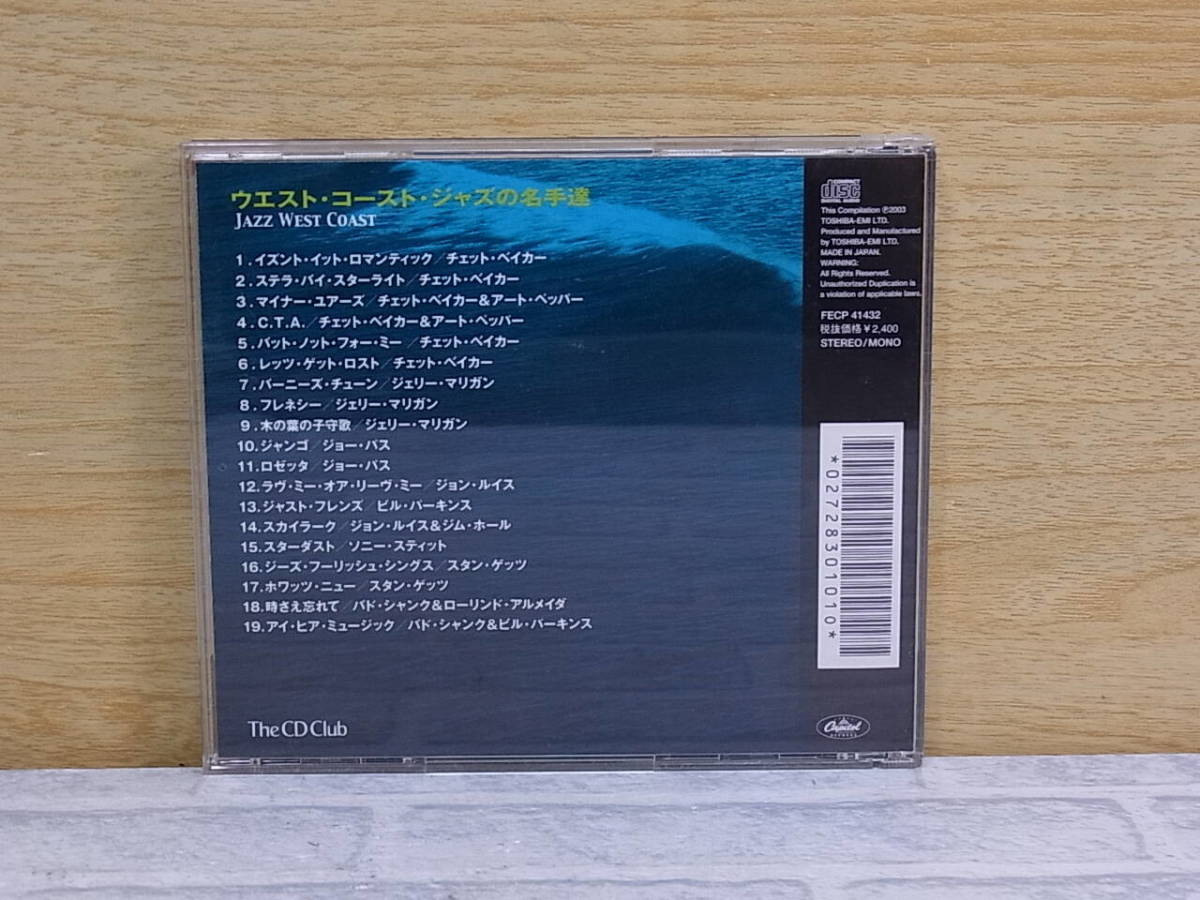 ウエスト・コースト・ジャズの名手達
JAZZ WEST COAST
1.イズント・イット・ロマンティック/チェット・ベイカー
2.ステラ・バイ・スターライト/チェット・ベイカー
3.マイナー・ユアーズ/チェット・ベイカー&アート・ペッパー
4.C.T.A./チェット・ベイカー&アート・ペッパー
5.バット・ノット・フォー・ミー/チェット・ベイカー
6.レッツ・ゲット・ロスト/チェット・ベイカー
7.バーニーズ・チューン/ジェリー・マリガン
8.フレネシー/ジェリー・マリガン
9.木の葉の子守歌/ジェリー・マリガン
10.ジャンゴ/ジョー・パス
11.ロゼッタ/ジョー・パス
12.ラヴ・ミー・オア・リーヴ・ミー/ジョン・ルイス
13.ジャスト・フレンズ/ビル・パーキンス
14.スカイラーク/ジョン・ルイス&ジム・ホール
15.スターダスト/ソニー・スティット
16.ジーズ・フーリッシュ・シングス/スタン・ゲッツ
17.ホワッツ・ニュー/スタン・ゲッツ
18.時さえ忘れて/バド・シャンク&ローリンド・アルメイダ
19.アイ・ヒア・ミュージック/バド・シャンク&ビル・パーキンス
The CD Club
COMPACT
disc
DIGITAL AUDIO
This Compilation ℗2003
TOSHIBA-EMI LTD.
Produced and Manufactured
by TOSHIBA-EMI LTD.
MADE IN JAPAN.
WARNING:
All Rights Reserved.
Unauthorized Duplication is
a violation of applicable laws.
FECP 41432
税抜価格¥2,400
STEREO/MONO
*02728301010*
Capitol
RECORDS